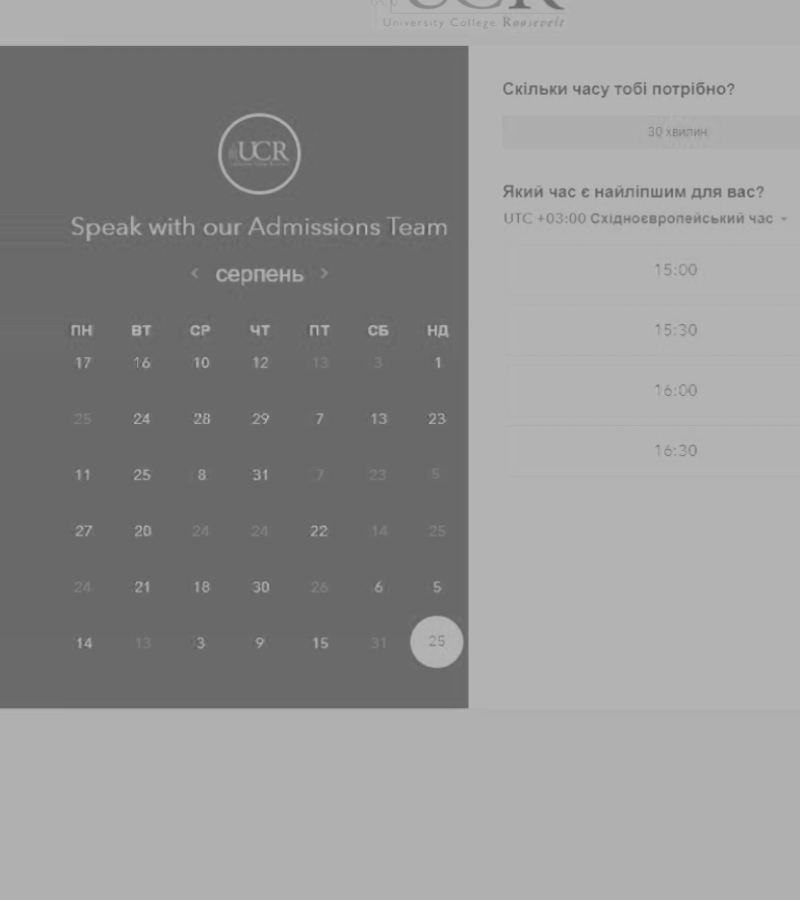 UCR
University College Roosevelt
UCR
Speak with our Admissions Team
< серпень >
ПН ВТ СР ЧТ ПТ СБ НД
17 16 10 12 13 3 1
25 24 28 29 7 13 23
11 25 8 31 7 23 5
27 20 24 24 22 14 25
24 21 18 30 26 6 5
14 13 3 9 15 31 25
Скільки часу тобі потрібно?
30 хвилин
Який час є найліпшим для вас?
UTC +03:00 Східноєвропейський час
15:00
15:30
16:00
16:30